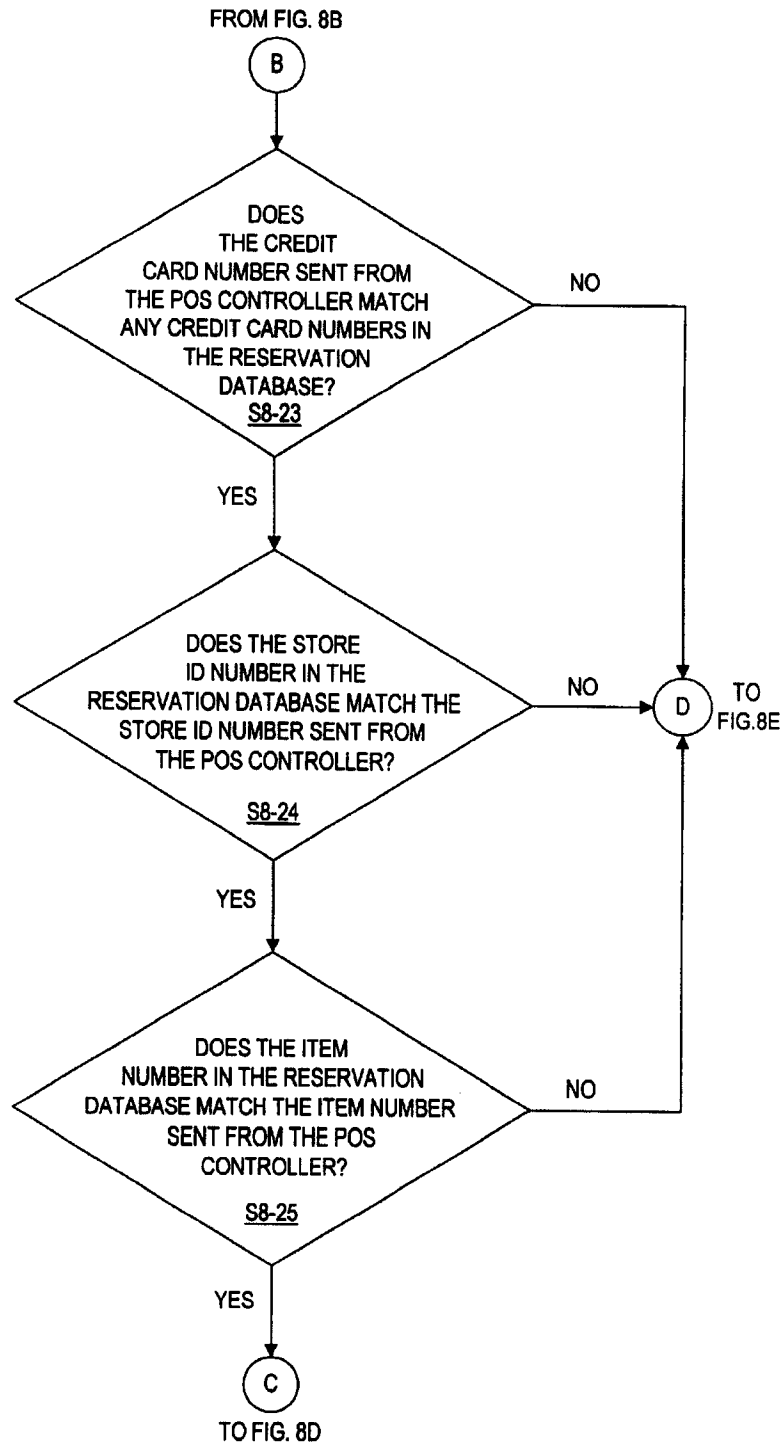 FROM FIG. 8B
B
DOES
THE CREDIT
CARD NUMBER SENT FROM
THE POS CONTROLLER MATCH
ANY CREDIT CARD NUMBERS IN
THE RESERVATION
DATABASE?
S8-23
NO
YES
DOES THE STORE
ID NUMBER IN THE
RESERVATION DATABASE MATCH THE
STORE ID NUMBER SENT FROM
THE POS CONTROLLER?
S8-24
NO
D
TO
FIG.8E
YES
DOES THE ITEM
NUMBER IN THE RESERVATION
DATABASE MATCH THE ITEM NUMBER
SENT FROM THE POS
CONTROLLER?
S8-25
NO
YES
C
TO FIG. 8D